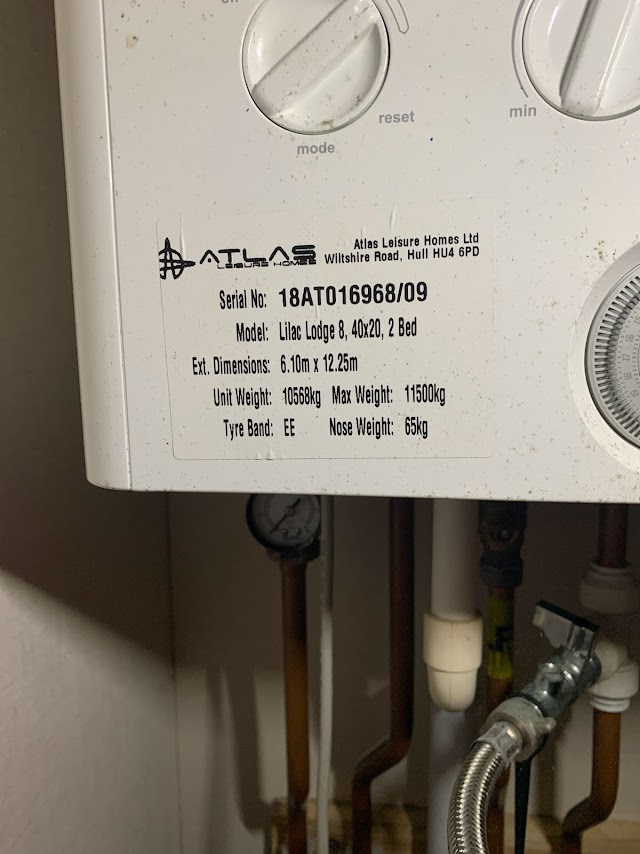 reset
min
mode
ATLAS
LEISURE HOMES
Atlas Leisure Homes Ltd
Wiltshire Road, Hull HU4 6PD
Serial No: 18AT016968/09
Model: Lilac Lodge 8, 40x20, 2 Bed
Ext. Dimensions: 6.10m x 12.25m
Unit Weight: 10568kg Max Weight: 11500kg
Tyre Band: EE Nose Weight: 65kg